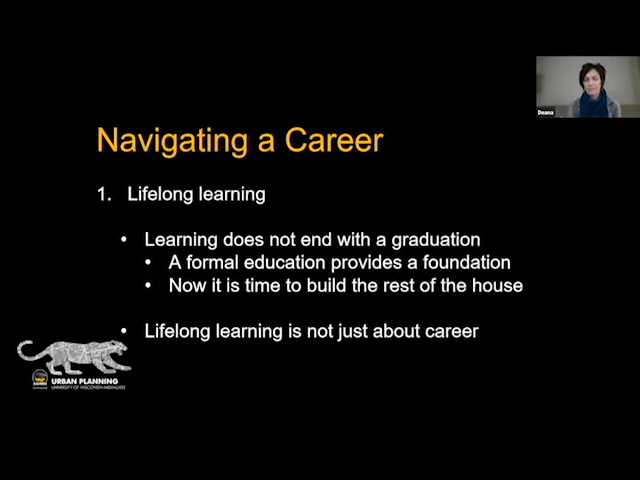 Deana
Navigating a Career
1. Lifelong learning
• Learning does not end with a graduation
• A formal education provides a foundation
• Now it is time to build the rest of the house
• Lifelong learning is not just about career
URBAN PLANNING
UNIVERSITY OF WISCONSIN-MILWAUKEE